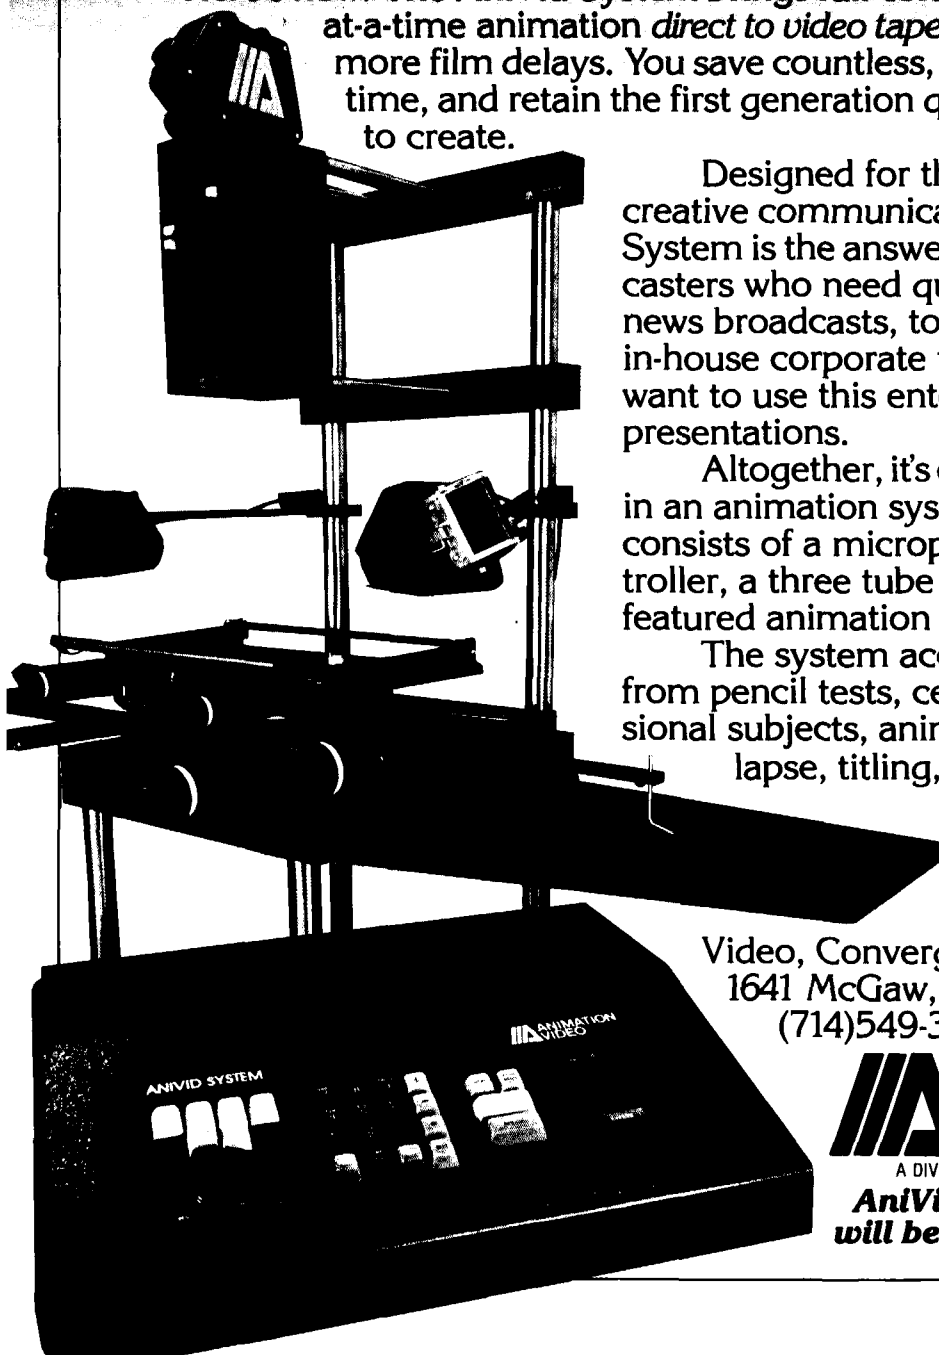 at-a-time animation direct to video tape
more film delays. You save countless,
time, and retain the first generation q
to create.
Designed for th
creative communica
System is the answe
casters who need qu
news broadcasts, to
in-house corporate
want to use this ent
presentations.
Altogether, it's
in an animation sys
consists of a microp
troller, a three tube
featured animation
The system acc
from pencil tests, ce
sional subjects, anim
lapse, titling,
Video, Converg
1641 McGaw,
(714)549-3
ANIMATION
VIDEO
ANIVID SYSTEM
A DIV
AniVi
will be